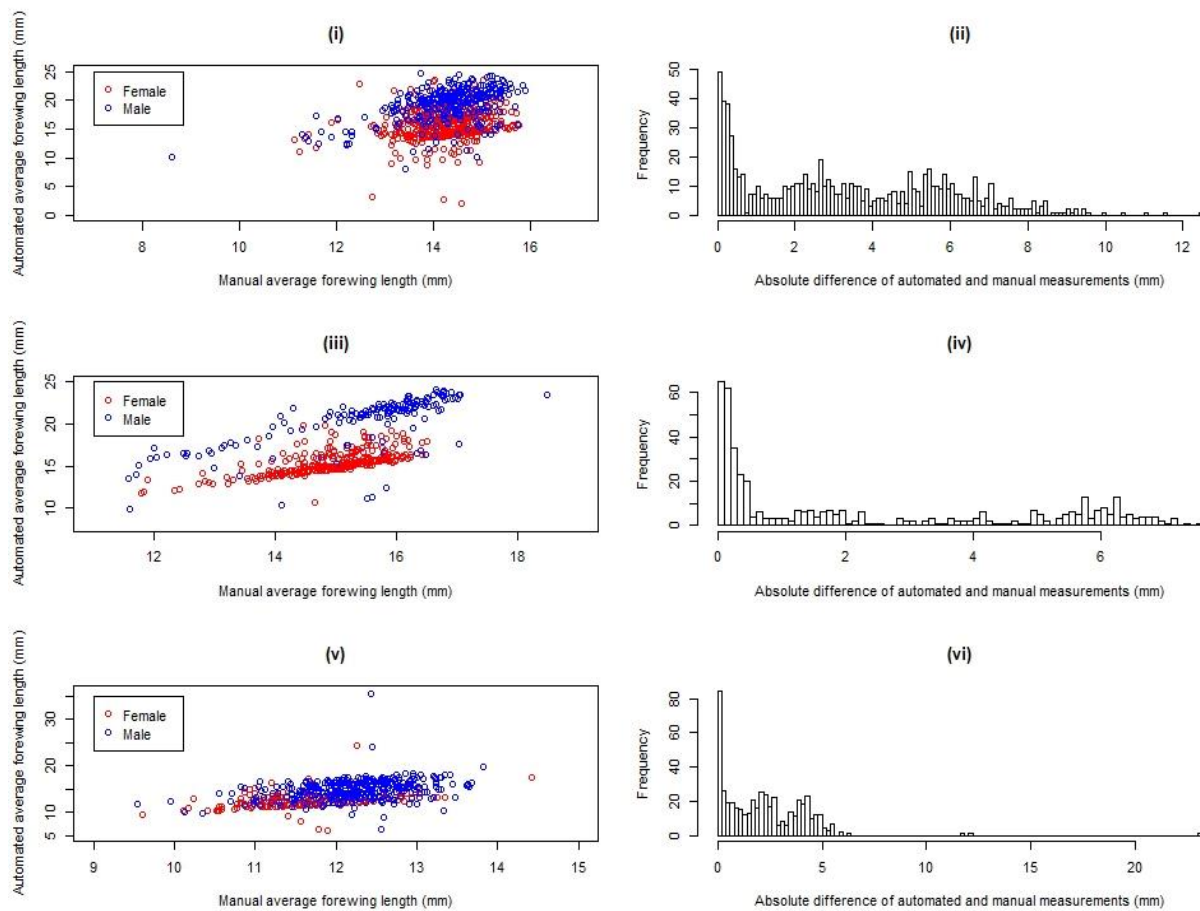 (i)
Automated average forewing length (mm)
25
20
15
10
5
0
Female
Male
8 10 12 14 16
Manual average forewing length (mm)
(ii)
Frequency
50
40
30
20
10
0
0 2 4 6 8 10 12
Absolute difference of automated and manual measurements (mm)
(iii)
Automated average forewing length (mm)
25
20
15
10
Female
Male
12 14 16 18
Manual average forewing length (mm)
(iv)
Frequency
60
40
20
0
0 2 4 6
Absolute difference of automated and manual measurements (mm)
(v)
Automated average forewing length (mm)
30
20
10
5
Female
Male
9 10 11 12 13 14 15
Manual average forewing length (mm)
(vi)
Frequency
80
60
40
20
0
0 5 10 15 20
Absolute difference of automated and manual measurements (mm)